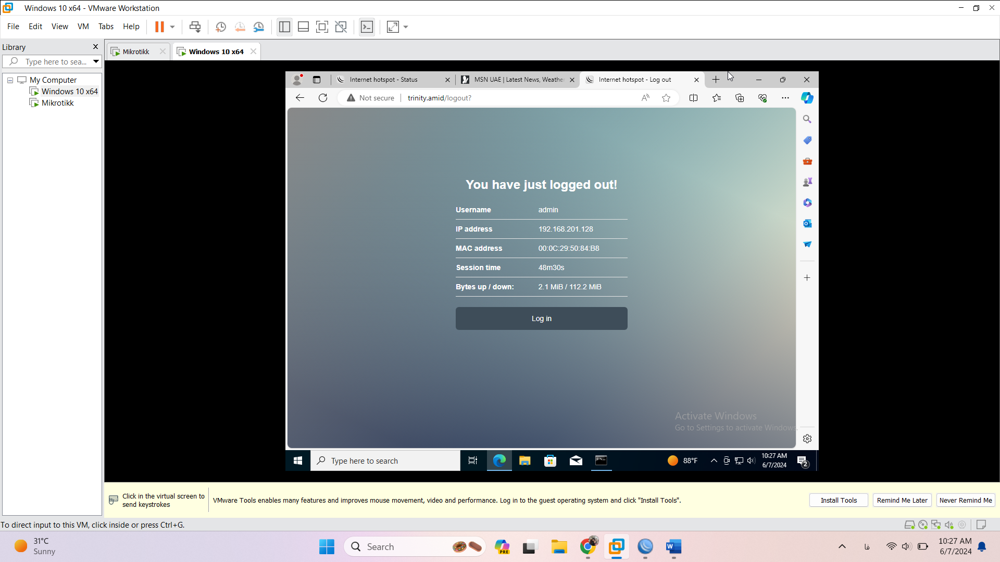 Windows 10 x64 - VMware Workstation
File Edit View VM Tabs Help
Library
Type here to sea...
My Computer
Windows 10 x64
Mikrotikk
Mikrotikk
Windows 10 x64
Internet hotspot - Status
MSN UAE | Latest News, Weathe
Internet hotspot - Log out
Not secure
trinity.amid/logout?
You have just logged out!
Username admin
IP address 192.168.201.128
MAC address 00:0C:29:50:84:B8
Session time 48m30s
Bytes up / down: 2.1 MiB / 112.2 MiB
Log in
Activate Windows
Go to Settings to activate Windows.
Type here to search
88°F
10:27 AM
6/7/2024
2
Click in the virtual screen to
send keystrokes
VMware Tools enables many features and improves mouse movement, video and performance. Log in to the guest operating system and click "Install Tools".
Install Tools
Remind Me Later
Never Remind Me
To direct input to this VM, click inside or press Ctrl+G.
31°C
Sunny
Search
PRE
فا
10:27 AM
6/7/2024